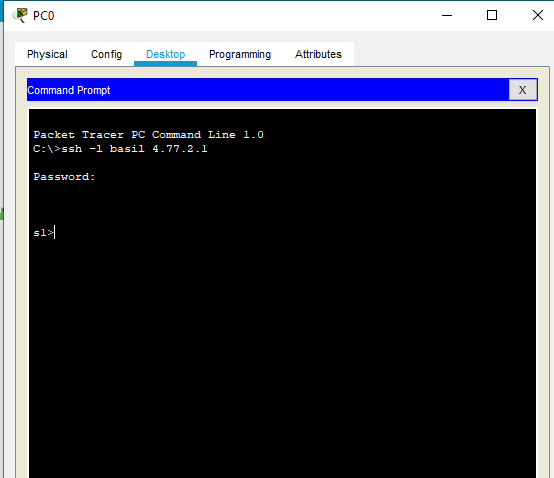 PC0
Physical Config Desktop Programming Attributes
Command Prompt X
Packet Tracer PC Command Line 1.0
C:\>ssh -l basil 4.77.2.1
Password:
s1>